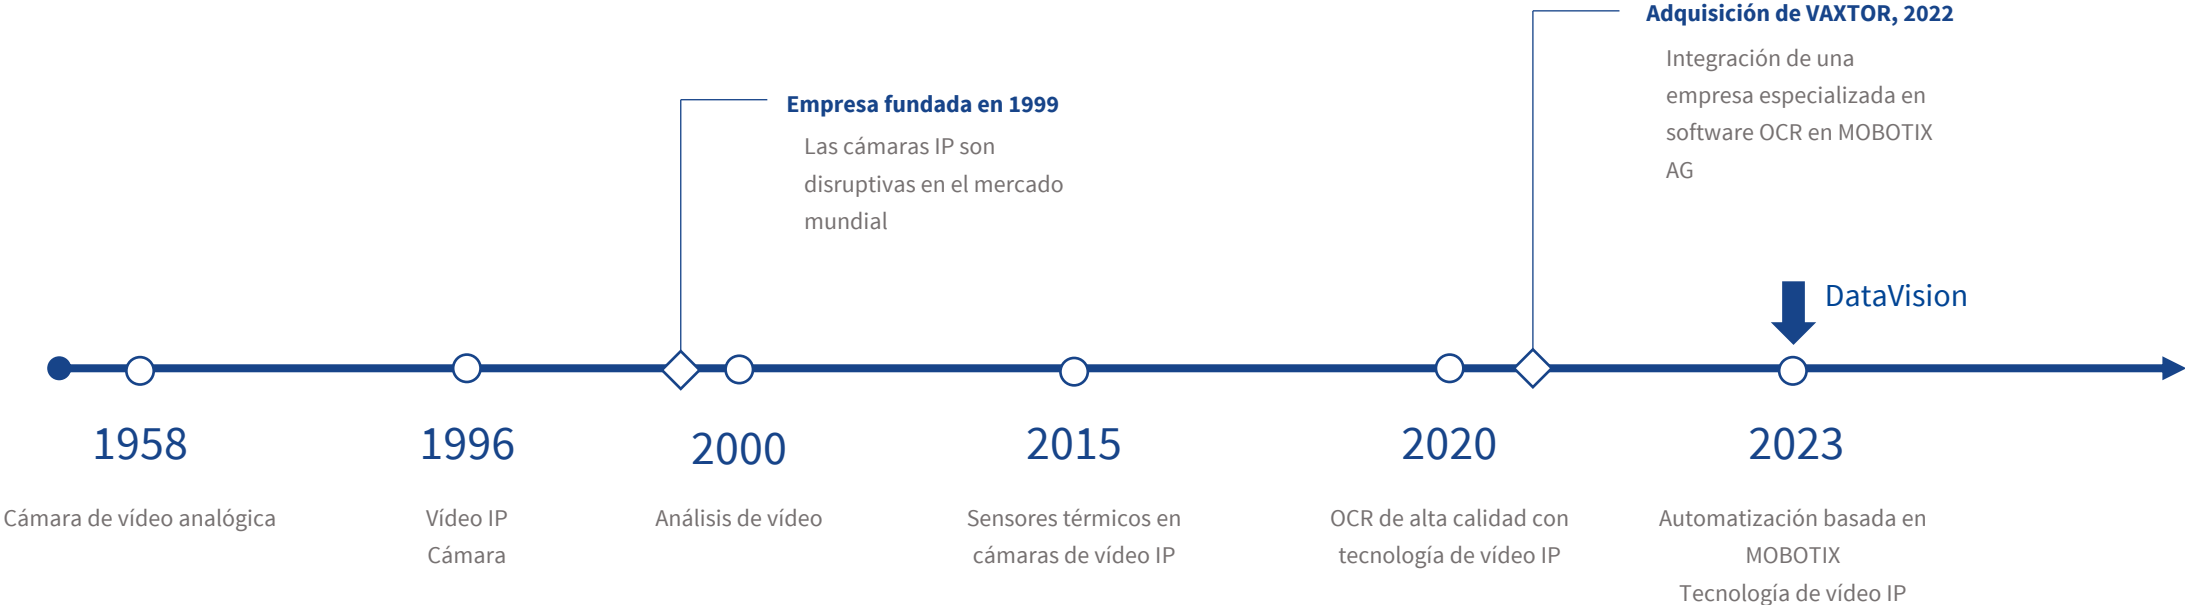 Adquisición de VAXTOR, 2022
Integración de una
empresa especializada en
software OCR en MOBOTIX
AG
Empresa fundada en 1999
Las cámaras IP son
disruptivas en el mercado
mundial
DataVision
1958
Cámara de vídeo analógica
1996
Vídeo IP
Cámara
2000
Análisis de vídeo
2015
Sensores térmicos en
cámaras de vídeo IP
2020
OCR de alta calidad con
tecnología de vídeo IP
2023
Automatización basada en
MOBOTIX
Tecnología de vídeo IP